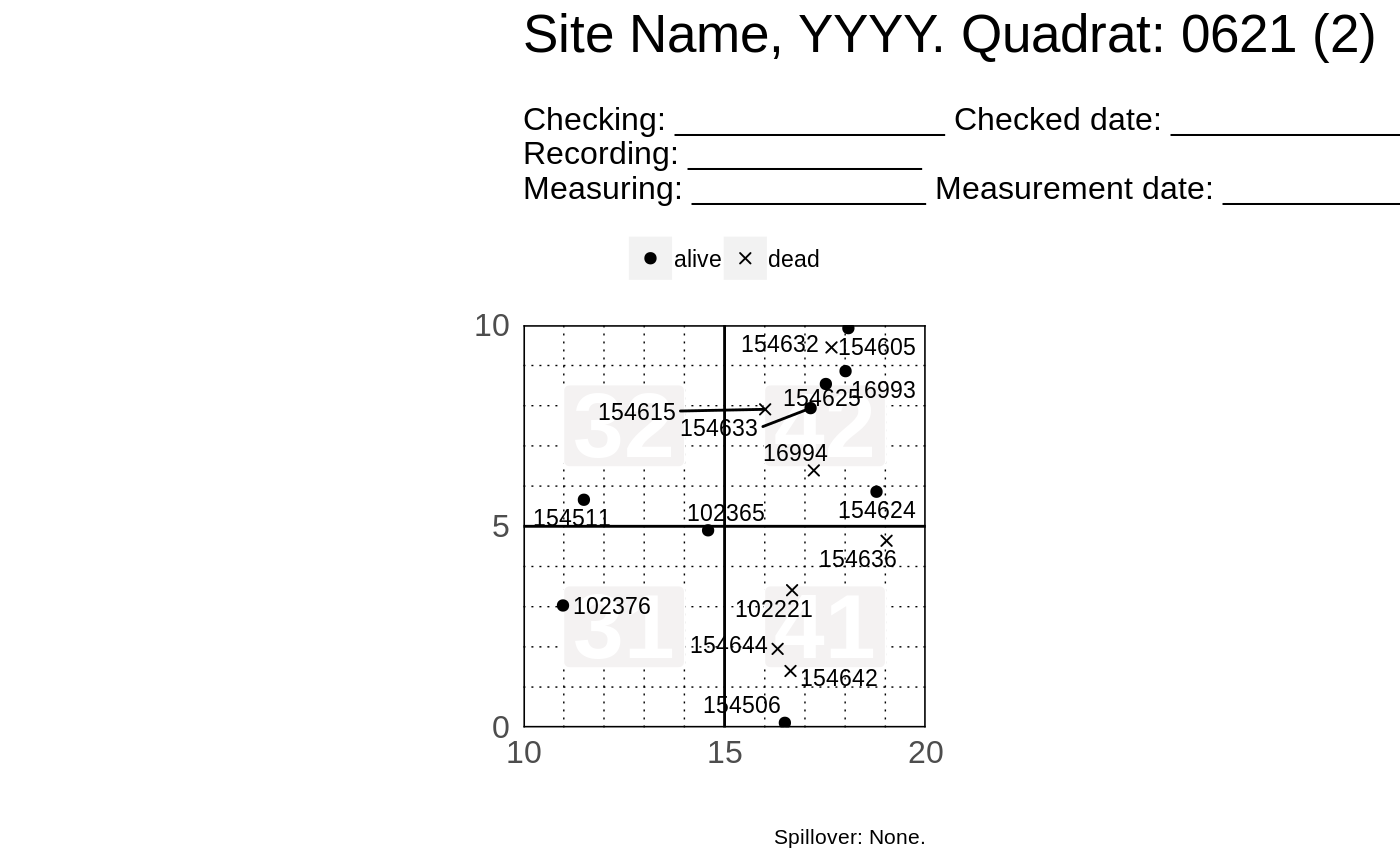 Site Name, YYYY. Quadrat: 0621 (2)
Checking: _______________ Checked date: _____________
Recording: _____________
Measuring: _____________ Measurement date: __________
alive dead
10
154632 154605
16993
154625
32 42
154615
154633
16994
154511 102365 154624
5
154636
31 41
102376 102221
154644
154642
154506
0
10 15 20
Spillover: None.